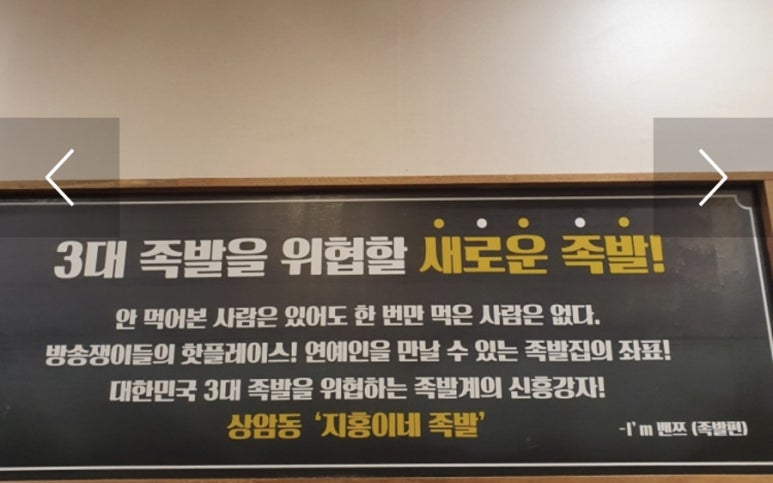 3대 족발을 위협할 새로운 족발!
안 먹어본 사람은 있어도 한 번만 먹은 사람은 없다.
방송쟁이들의 핫플레이스! 연예인을 만날 수 있는 족발집의 좌표!
대한민국 3대 족발을 위협하는 족발계의 신흥강자!
상암동 ‘지홍이네 족발’
-I'm 밴쯔 (족발편)